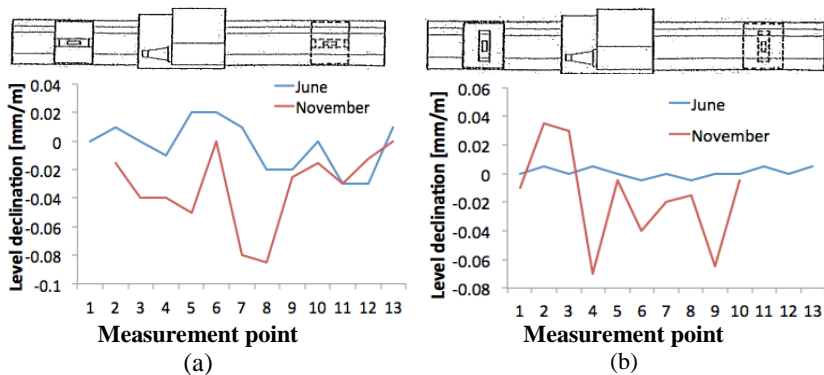 Level declination [mm/m]
0.04
0.02
0
-0.02
-0.04
-0.06
-0.08
-0.1
June
November
1 2 3 4 5 6 7 8 9 10 11 12 13
Measurement point
(a)
Level declination [mm/m]
0.06
0.04
0.02
0
-0.02
-0.04
-0.06
-0.08
June
November
1 2 3 4 5 6 7 8 9 10 11 12 13
Measurement point
(b)